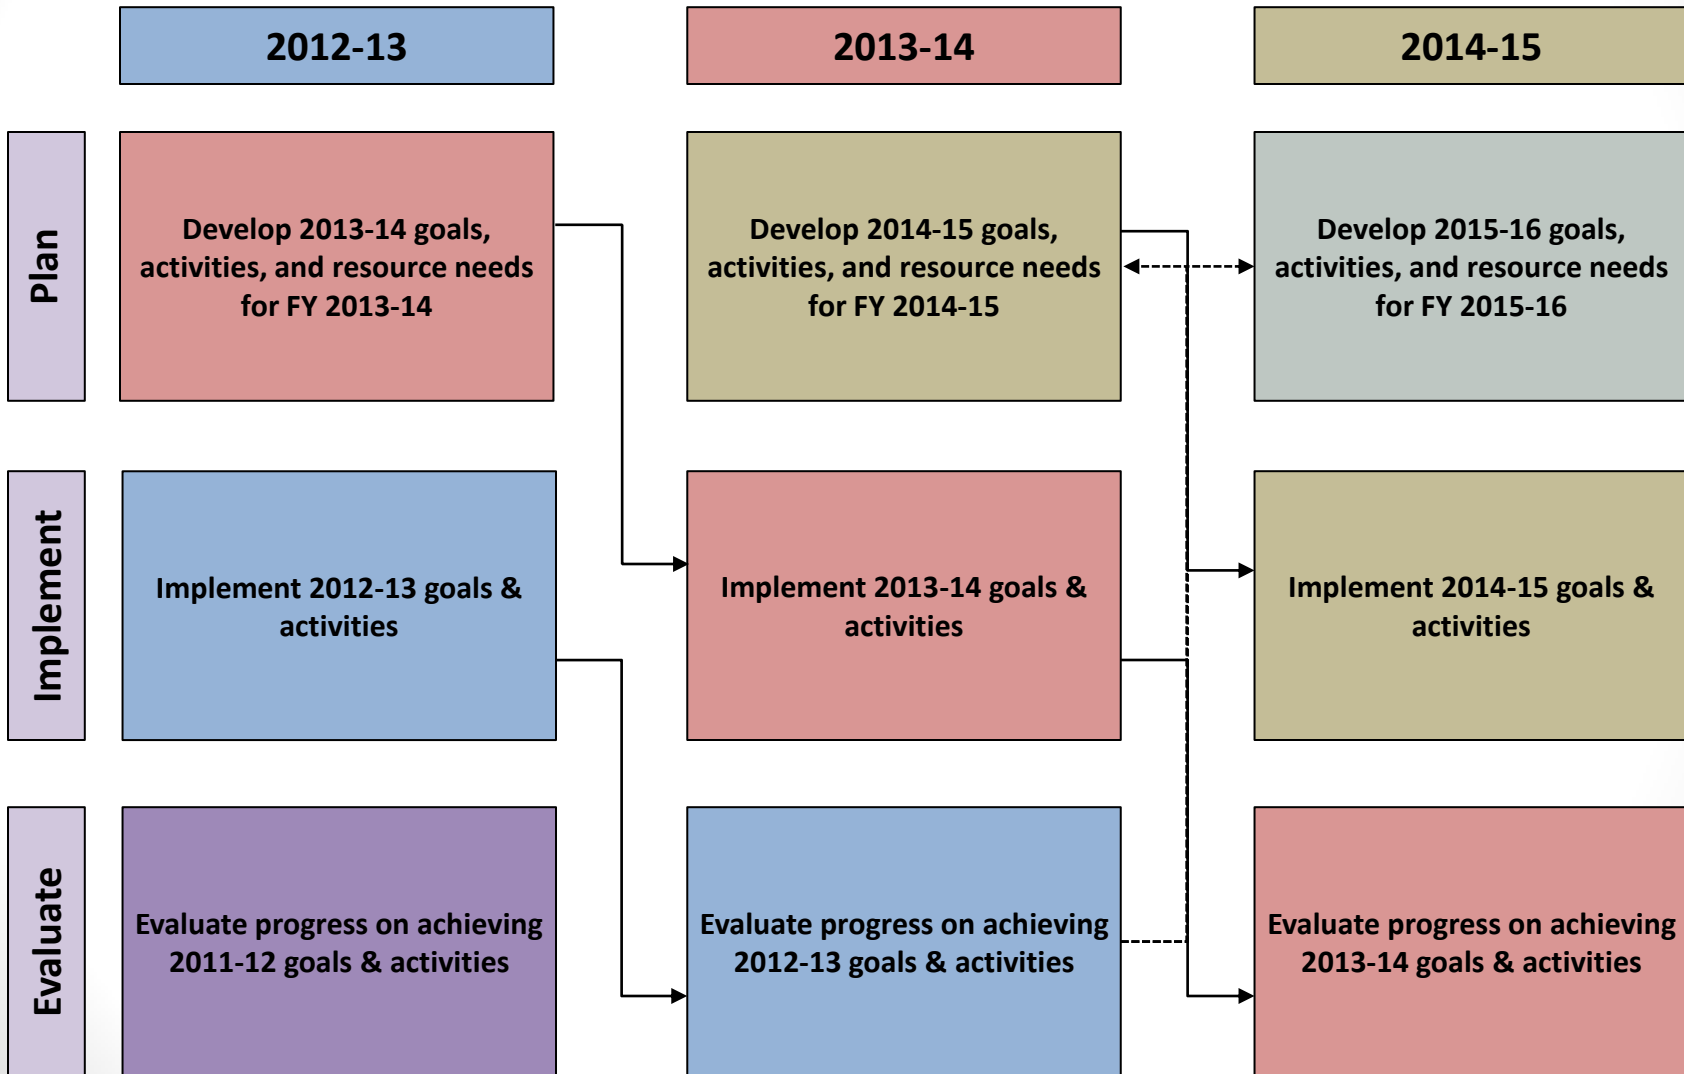 2012-13
2013-14
2014-15
Plan
Develop 2013-14 goals,
activities, and resource needs
for FY 2013-14
Develop 2014-15 goals,
activities, and resource needs
for FY 2014-15
Develop 2015-16 goals,
activities, and resource needs
for FY 2015-16
Implement
Implement 2012-13 goals &
activities
Implement 2013-14 goals &
activities
Implement 2014-15 goals &
activities
Evaluate
Evaluate progress on achieving
2011-12 goals & activities
Evaluate progress on achieving
2012-13 goals & activities
Evaluate progress on achieving
2013-14 goals & activities